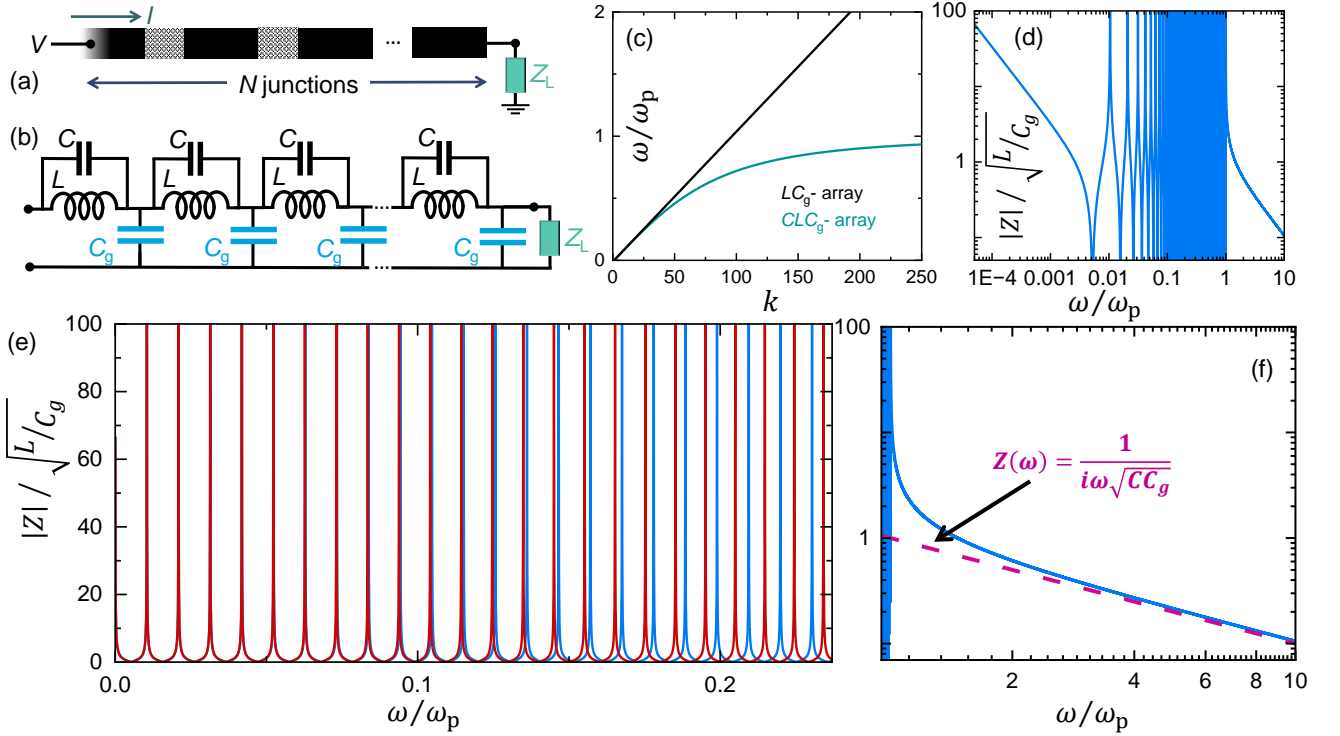 I
V
N junctions
Z_L
(a)
(b)
C C C C
L L L L
C_g C_g C_g C_g Z_L
(c)
ω/ω_p
2
1
0
0 50 100 150 200 250
k
LC_g- array
CLC_g- array
(d)
|Z| / √L/C_g
100
1
1E−4 0.001 0.01 0.1 1 10
ω/ω_p
(e)
|Z| / √L/C_g
100
80
60
40
20
0
0.0 0.1 0.2
ω/ω_p
(f)
100
1
Z(ω) = 1/(iω√CC_g)
2 4 6 8 10
ω/ω_p